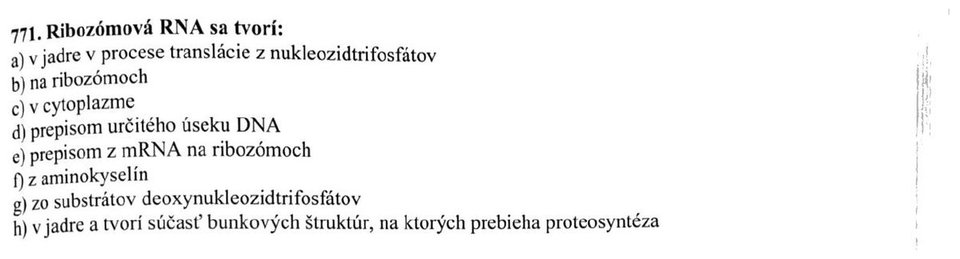 771. Ribozómová RNA sa tvorí:
a) v jadre v procese translácie z nukleozidtrifosfátov
b) na ribozómoch
c) v cytoplazme
d) prepisom určitého úseku DNA
e) prepisom z mRNA na ribozómoch
f) z aminokyselín
g) zo substrátov deoxynukleozidtrifosfátov
h) v jadre a tvorí súčasť bunkových štruktúr, na ktorých prebieha proteosyntéza